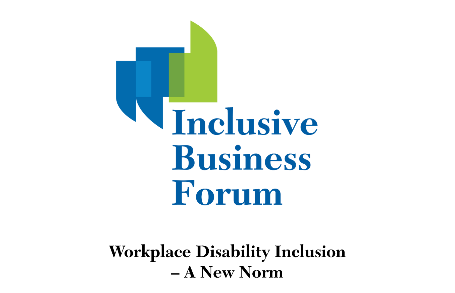 Inclusive
Business
Forum
Workplace Disability Inclusion
– A New Norm